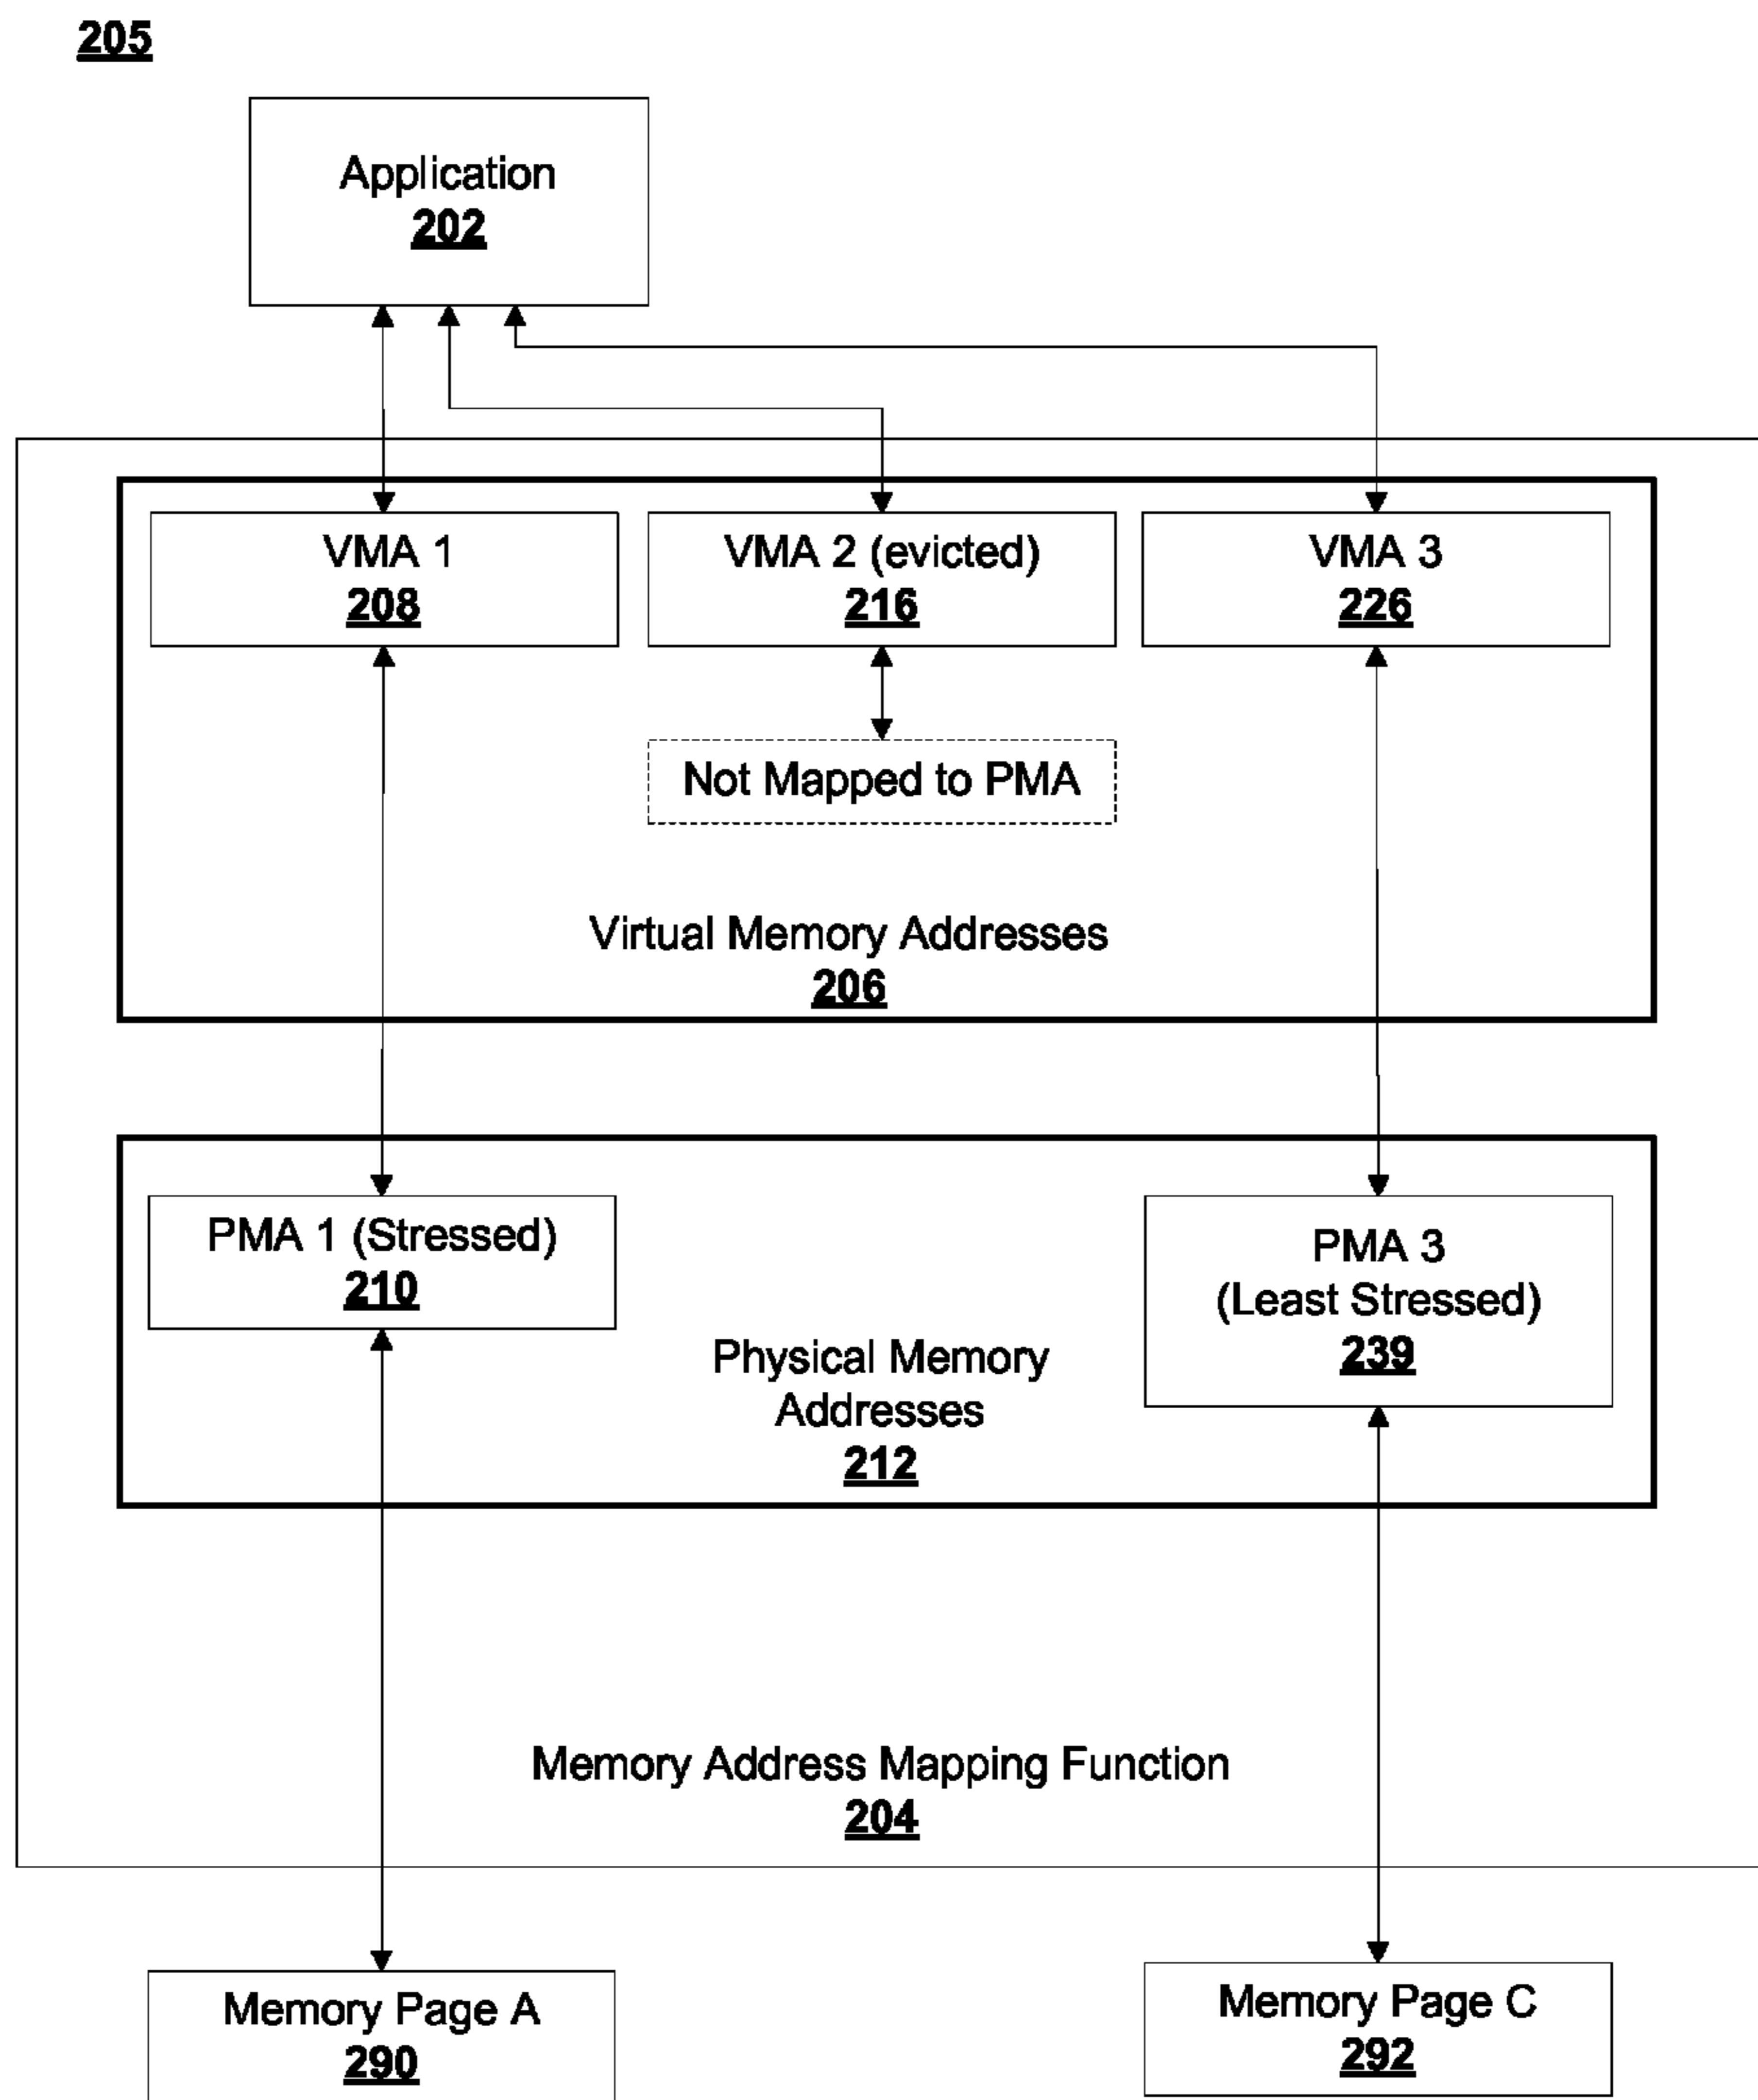 205
Application
202
VMA 1
208
VMA 2 (evicted)
216
VMA 3
226
Not Mapped to PMA
Virtual Memory Addresses
206
PMA 1 (Stressed)
210
PMA 3
(Least Stressed)
239
Physical Memory
Addresses
212
Memory Address Mapping Function
204
Memory Page A
290
Memory Page C
292